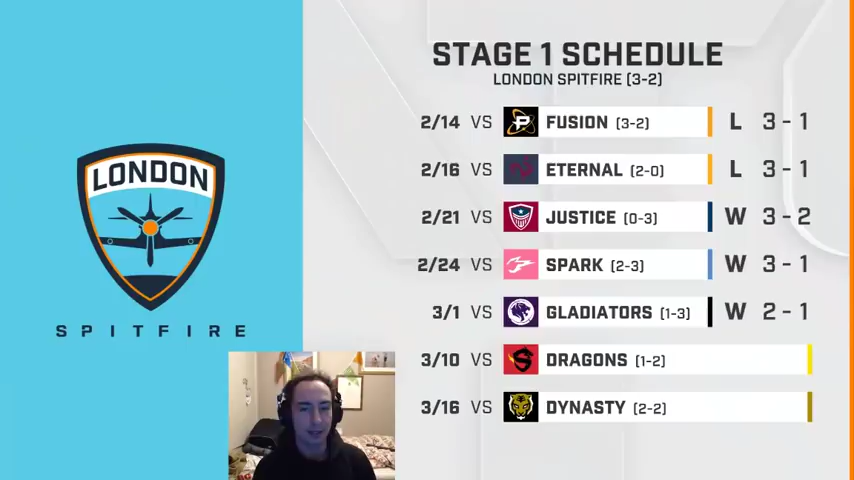 STAGE 1 SCHEDULE
LONDON SPITFIRE (3-2)
2/14 VS FUSION (3-2) L 3 - 1
2/16 VS ETERNAL (2-0) L 3 - 1
2/21 VS JUSTICE (0-3) W 3 - 2
2/24 VS SPARK (2-3) W 3 - 1
3/1 VS GLADIATORS (1-3) W 2 - 1
3/10 VS DRAGONS (1-2)
3/16 VS DYNASTY (2-2)
LONDON
SPITFIRE